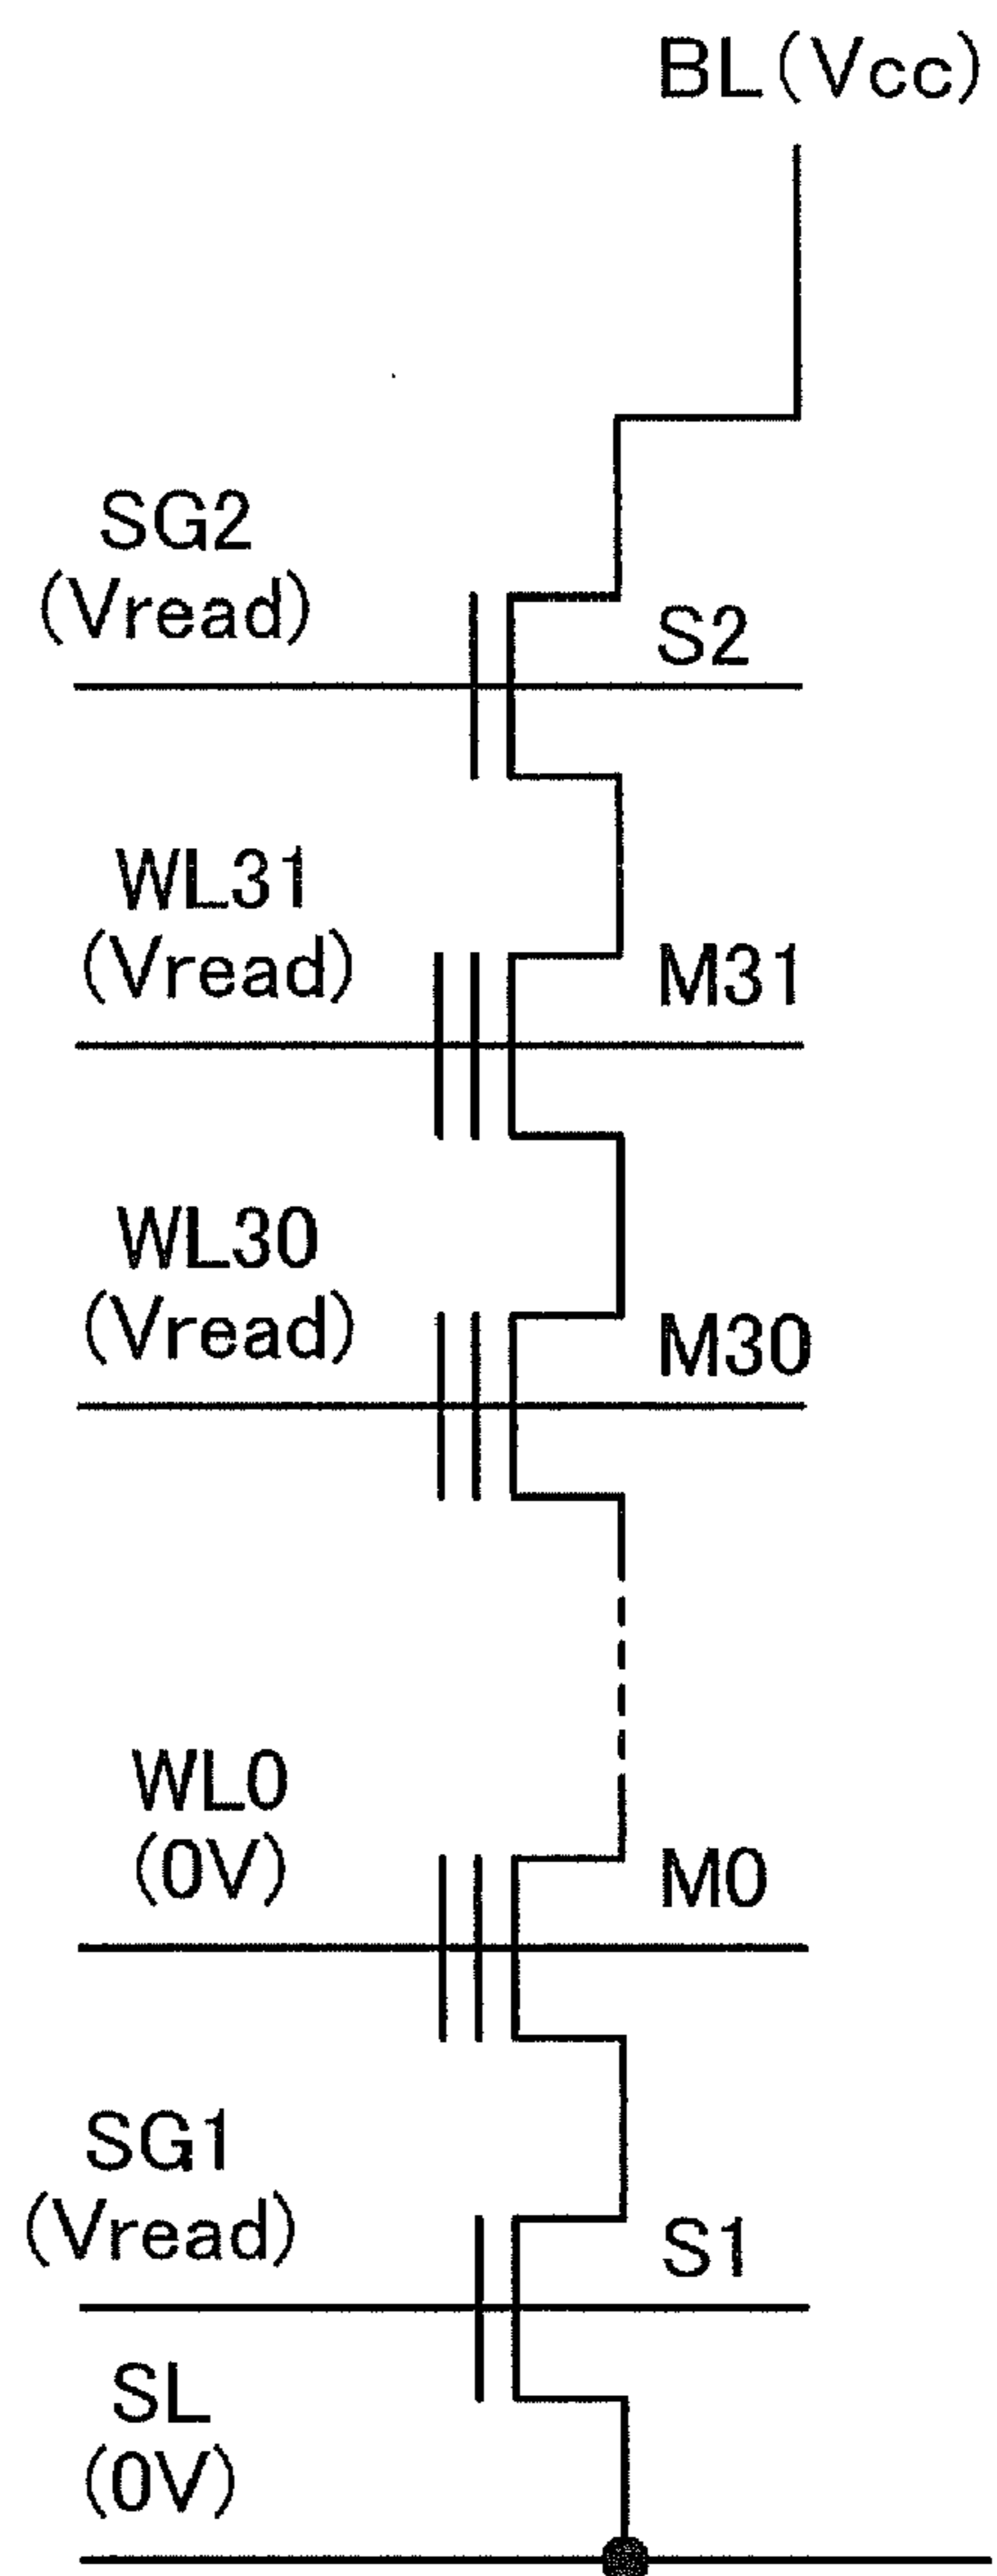 BL(Vcc)
SG2
(Vread)
S2
WL31
(Vread)
M31
WL30
(Vread)
M30
WL0
(0V)
M0
SG1
(Vread)
S1
SL
(0V)